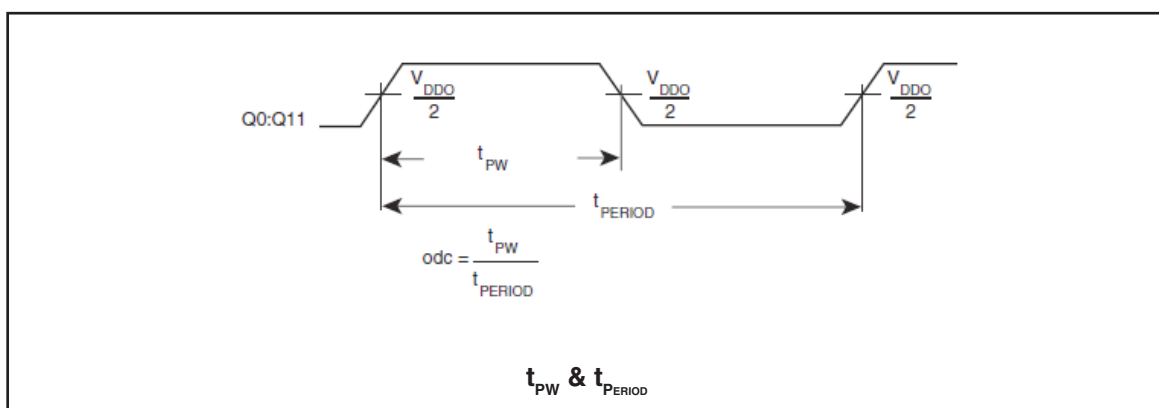 V_DDO / 2 V_DDO / 2 V_DDO / 2
Q0:Q11
t_PW
t_PERIOD
odc = t_PW / t_PERIOD
t_PW & t_PERIOD